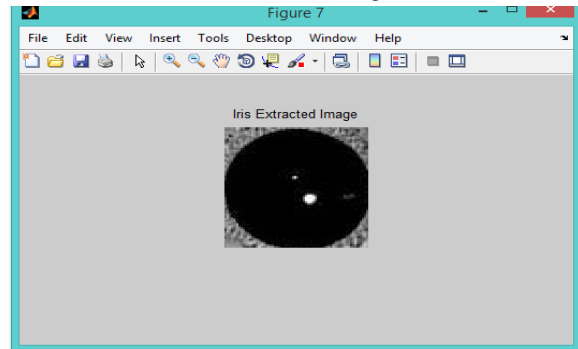 Figure 7
File Edit View Insert Tools Desktop Window Help
Iris Extracted Image